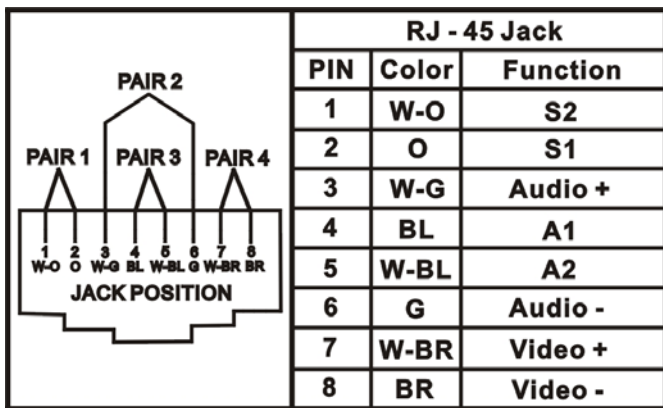 PAIR 2
PAIR 1 PAIR 3 PAIR 4
1 2 3 4 5 6 7 8
W-O O W-G BL W-BL G W-BR BR
JACK POSITION
RJ - 45 Jack
PIN Color Function
1 W-O S2
2 O S1
3 W-G Audio +
4 BL A1
5 W-BL A2
6 G Audio -
7 W-BR Video +
8 BR Video -